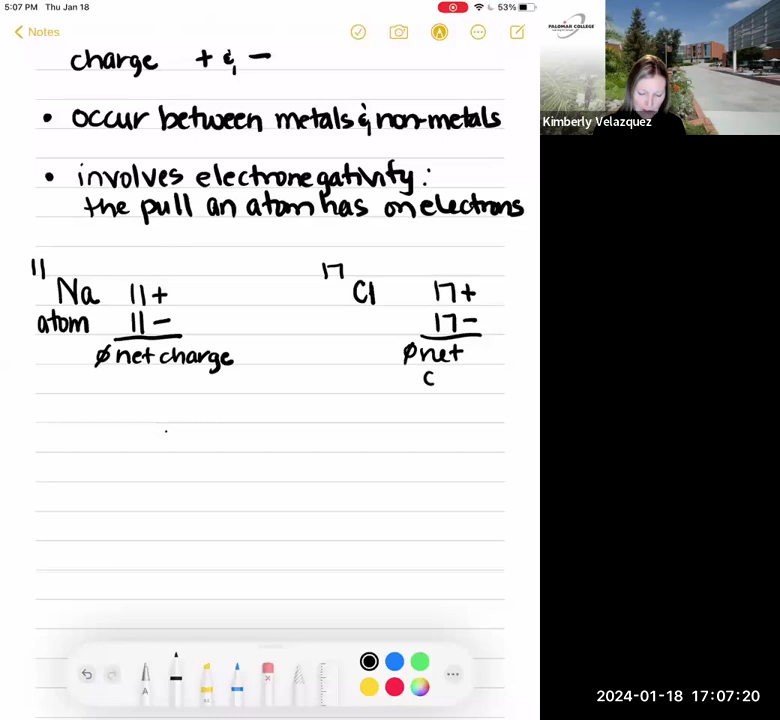 5:07 PM Thu Jan 18
53%
Notes
PALOMAR COLLEGE
Kimberly Velazquez
charge + & -
• occur between metals & non-metals
• involves electronegativity:
the pull an atom has on electrons
11 Na 11+
atom 11-
ø net charge
17 Cl 17+
17-
ø net
c
A
2024-01-18 17:07:20